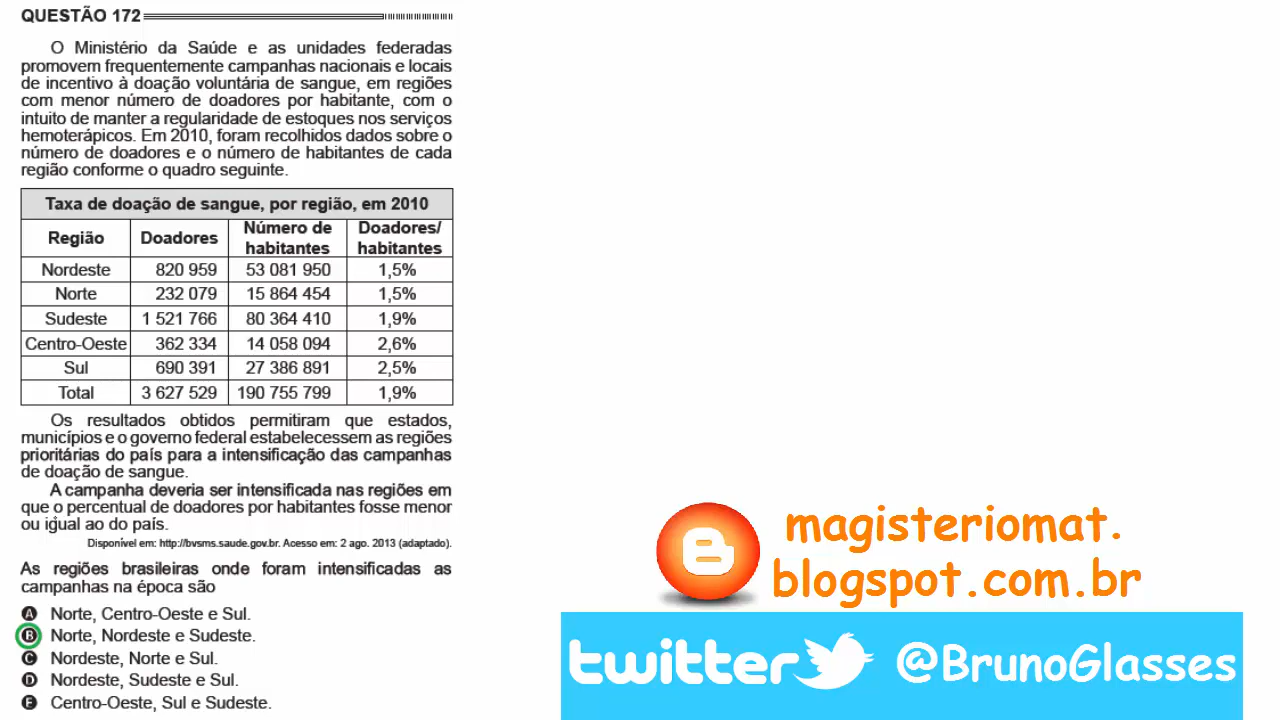 QUESTÃO 172
O Ministério da Saúde e as unidades federadas
promovem frequentemente campanhas nacionais e locais
de incentivo à doação voluntária de sangue, em regiões
com menor número de doadores por habitante, com o
intuito de manter a regularidade de estoques nos serviços
hemoterápicos. Em 2010, foram recolhidos dados sobre o
número de doadores e o número de habitantes de cada
região conforme o quadro seguinte.
Taxa de doação de sangue, por região, em 2010
Região Doadores Número de habitantes Doadores/ habitantes
Nordeste 820 959 53 081 950 1,5%
Norte 232 079 15 864 454 1,5%
Sudeste 1 521 766 80 364 410 1,9%
Centro-Oeste 362 334 14 058 094 2,6%
Sul 690 391 27 386 891 2,5%
Total 3 627 529 190 755 799 1,9%
Os resultados obtidos permitiram que estados,
municípios e o governo federal estabelecessem as regiões
prioritárias do país para a intensificação das campanhas
de doação de sangue.
A campanha deveria ser intensificada nas regiões em
que o percentual de doadores por habitantes fosse menor
ou igual ao do país.
Disponível em: http://bvsms.saude.gov.br. Acesso em: 2 ago. 2013 (adaptado).
As regiões brasileiras onde foram intensificadas as
campanhas na época são
A Norte, Centro-Oeste e Sul.
B Norte, Nordeste e Sudeste.
C Nordeste, Norte e Sul.
D Nordeste, Sudeste e Sul.
E Centro-Oeste, Sul e Sudeste.
magisteriomat.
blogspot.com.br
twitter @BrunoGlasses